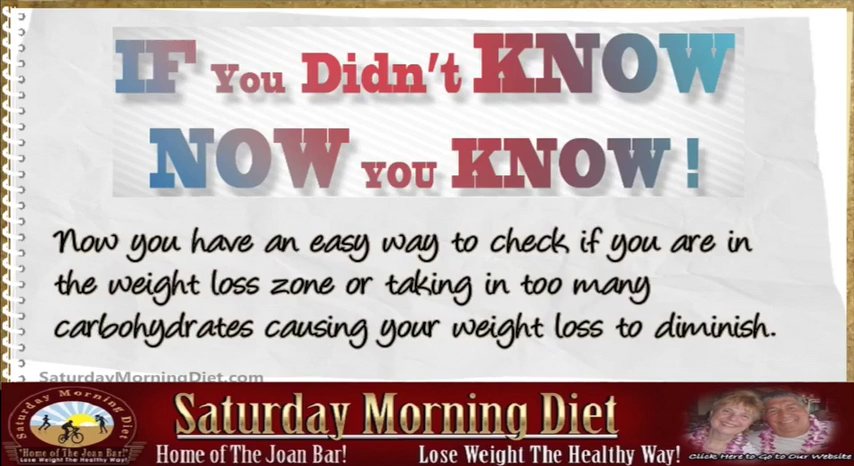 IF You Didn't KNOW
NOW YOU KNOW!
Now you have an easy way to check if you are in
the weight loss zone or taking in too many
carbohydrates causing your weight loss to diminish.
SaturdayMorningDiet.com
Saturday Morning Diet
"Home of The Joan Bar!"
Lose Weight The Healthy Way!
Saturday Morning Diet
Home of The Joan Bar! Lose Weight The Healthy Way!
Click Here to Go to Our Website